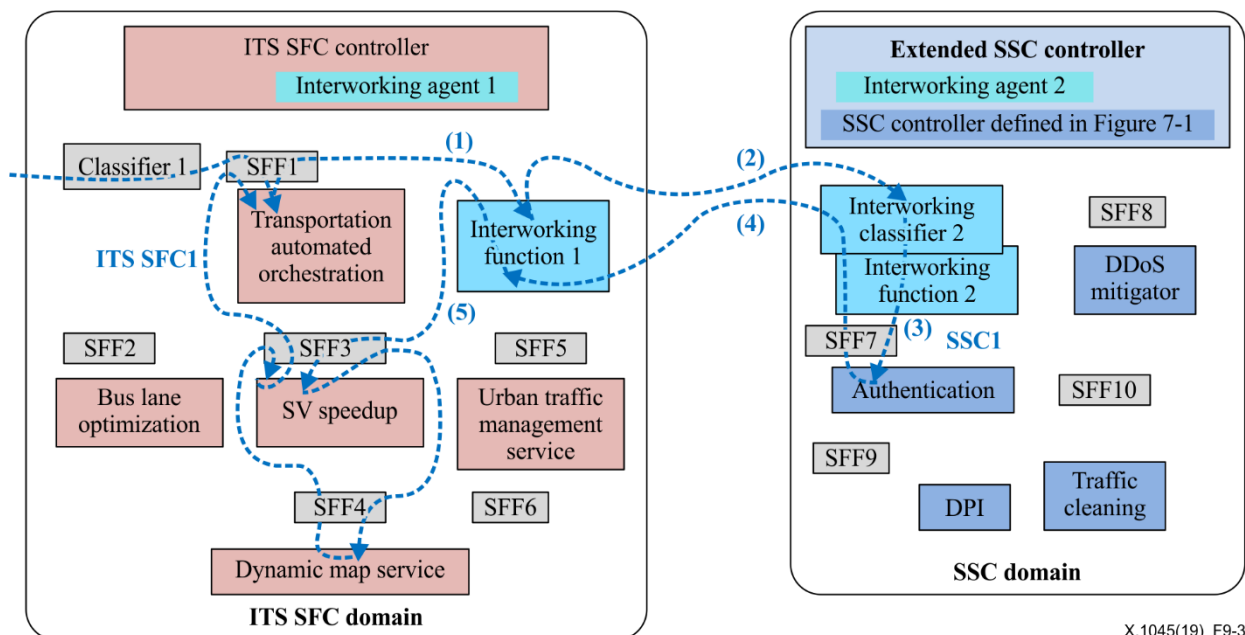 ITS SFC controller
Interworking agent 1
Extended SSC controller
Interworking agent 2
SSC controller defined in Figure 7-1
Classifier 1
SFF1
(1)
(2)
Transportation
automated
orchestration
Interworking
function 1
ITS SFC1
(4)
Interworking
classifier 2
Interworking
function 2
SFF8
DDoS
mitigator
(5)
(3)
SSC1
SFF2
SFF3
SFF5
SFF7
Bus lane
optimization
SV speedup
Urban traffic
management
service
Authentication
SFF10
SFF9
SFF4
SFF6
DPI
Traffic
cleaning
Dynamic map service
ITS SFC domain
SSC domain
X.1045(19)_F9-3